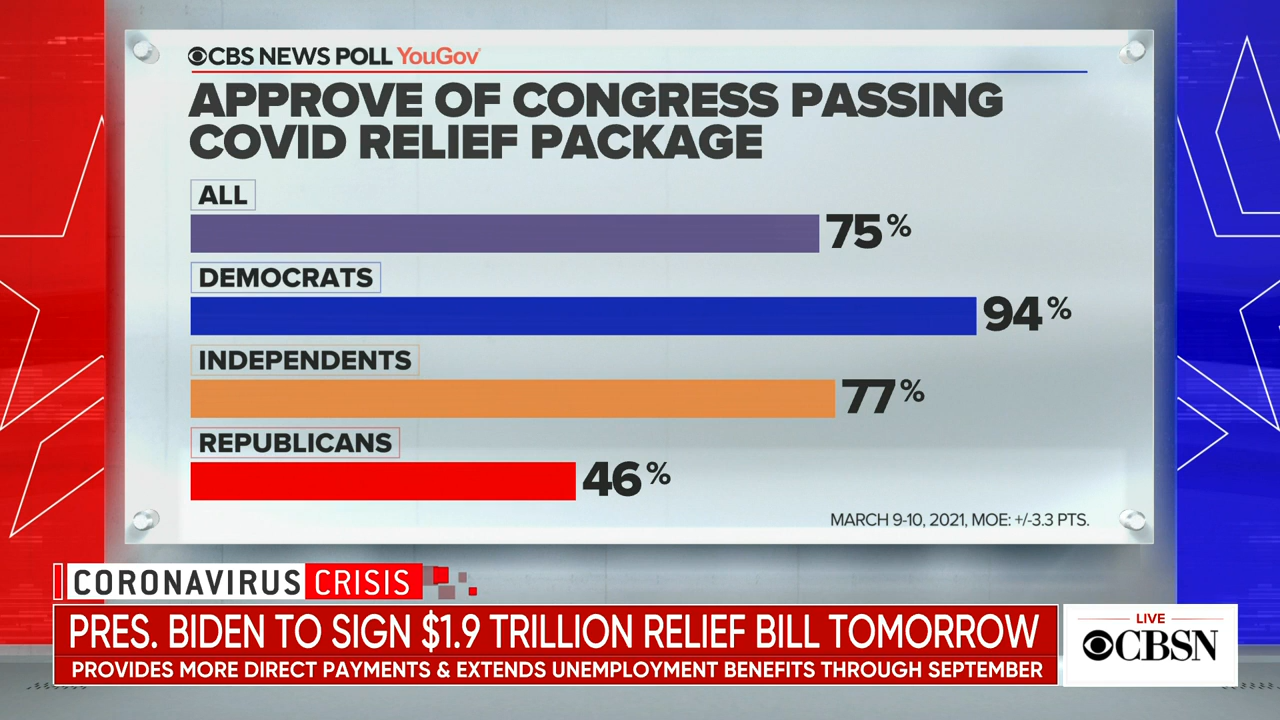 CBS NEWS POLL YouGov
APPROVE OF CONGRESS PASSING
COVID RELIEF PACKAGE
ALL
75%
DEMOCRATS
94%
INDEPENDENTS
77%
REPUBLICANS
46%
MARCH 9-10, 2021, MOE: +/-3.3 PTS.
CORONAVIRUS CRISIS
PRES. BIDEN TO SIGN $1.9 TRILLION RELIEF BILL TOMORROW
PROVIDES MORE DIRECT PAYMENTS & EXTENDS UNEMPLOYMENT BENEFITS THROUGH SEPTEMBER
LIVE
CBSN